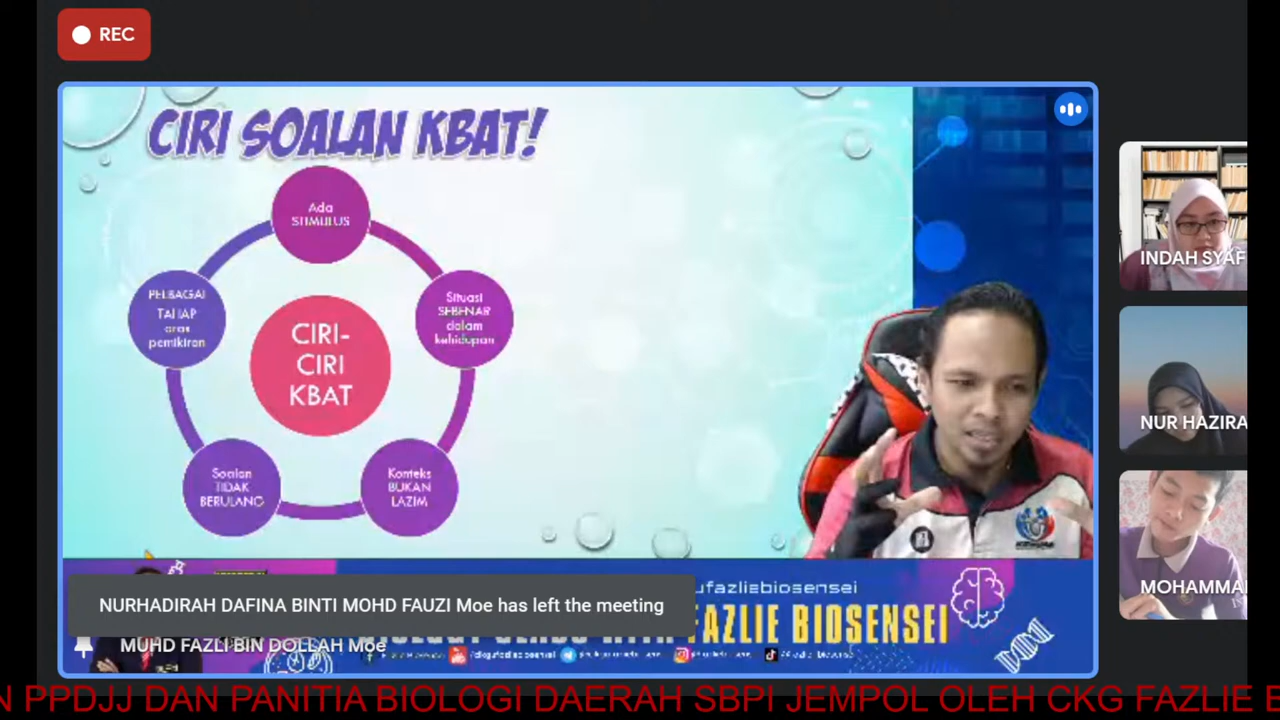 REC
CIRI SOALAN KBAT!
Ada
STIMULUS
PELBAGAI
TAHAP
aras
pemikiran
Situasi
SEBENAR
dalam
kehidupan
CIRI-
CIRI
KBAT
Soalan
TIDAK
BERULANG
Konteks
BUKAN
LAZIM
INDAH SYAF
NUR HAZIRA
MOHAMMA
ufazliebiosensei
NURHADIRAH DAFINA BINTI MOHD FAUZI Moe has left the meeting
FAZLIE BIOSENSEI
MUHD FAZLI BIN DOLLAH Moe
N PPDJJ DAN PANITIA BIOLOGI DAERAH SBPI JEMPOL OLEH CKG FAZLIE B